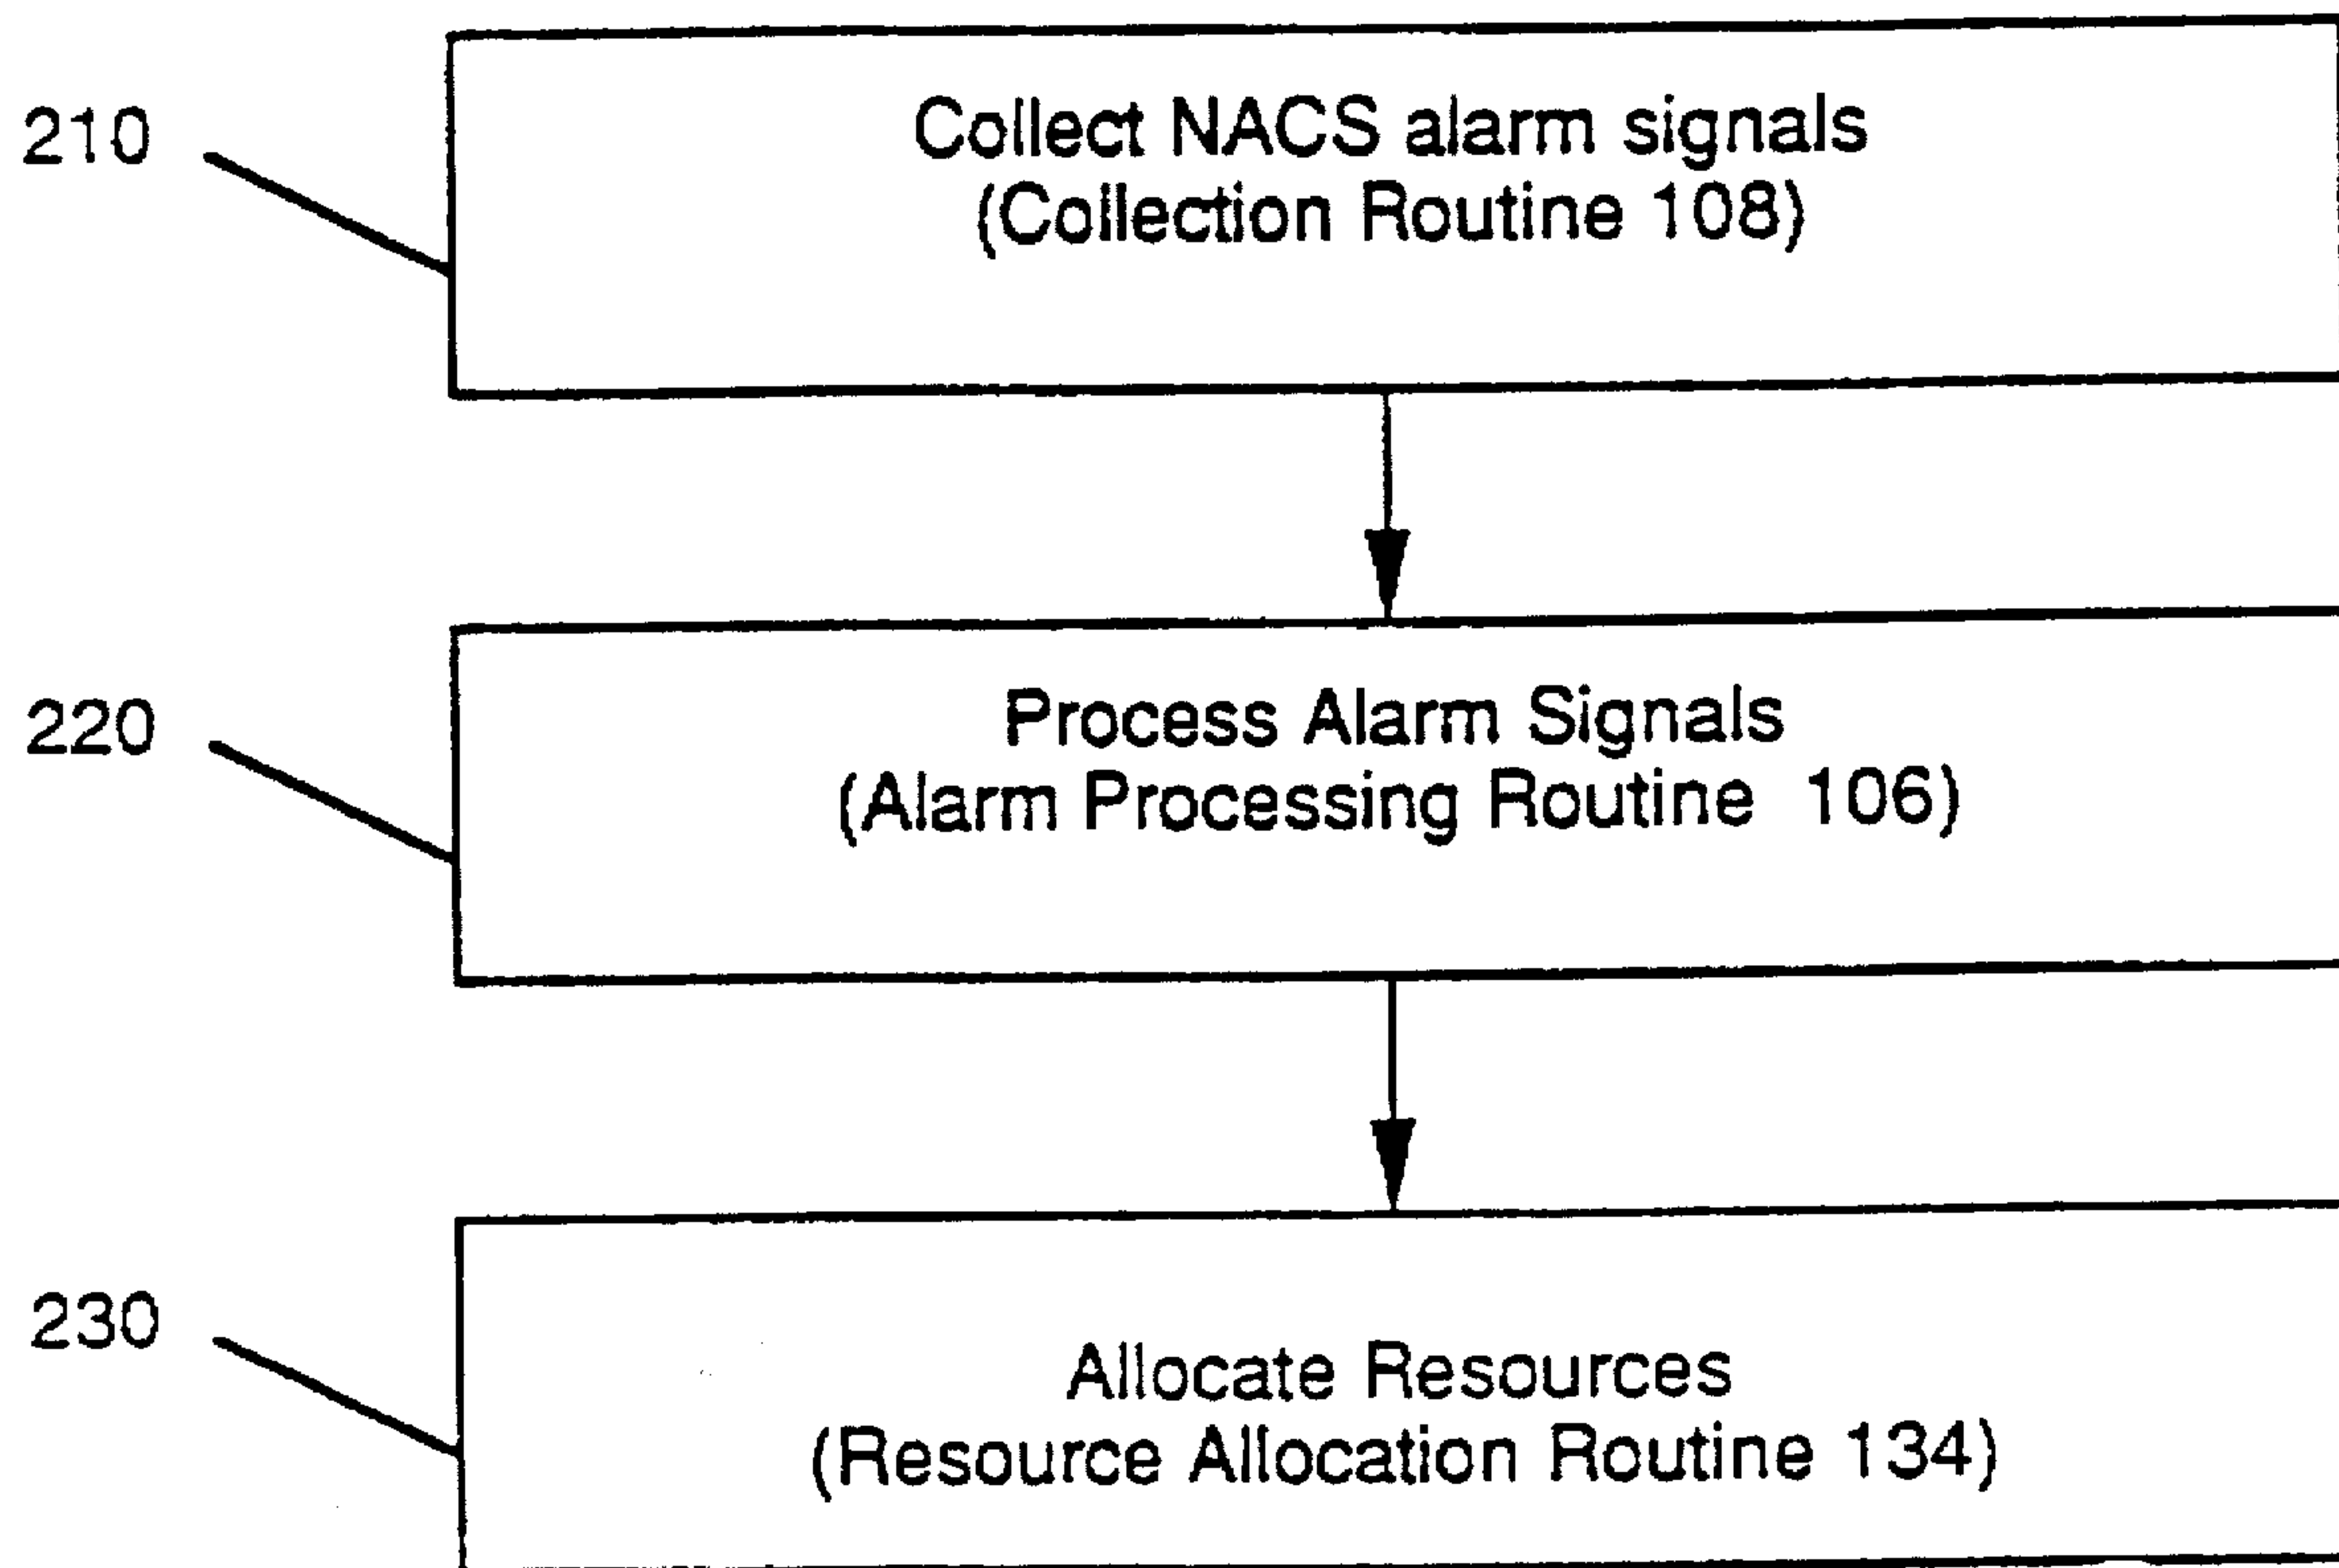 210
Collect NACS alarm signals
(Collection Routine 108)
220
Process Alarm Signals
(Alarm Processing Routine 106)
230
Allocate Resources
(Resource Allocation Routine 134)